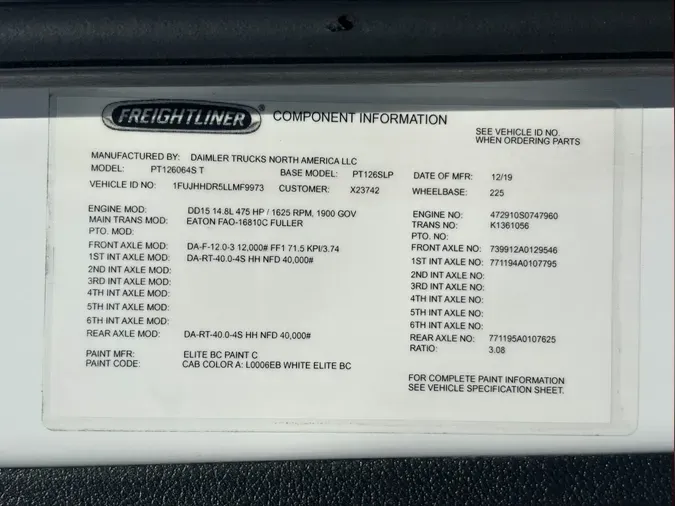 FREIGHTLINER® COMPONENT INFORMATION
SEE VEHICLE ID NO.
WHEN ORDERING PARTS
MANUFACTURED BY: DAIMLER TRUCKS NORTH AMERICA LLC
MODEL: PT126064S T BASE MODEL: PT126SLP DATE OF MFR: 12/19
VEHICLE ID NO: 1FUJHHDR5LLMF9973 CUSTOMER: X23742 WHEELBASE: 225
ENGINE MOD: DD15 14.8L 475 HP / 1625 RPM, 1900 GOV ENGINE NO: 472910S0747960
MAIN TRANS MOD: EATON FAO-16810C FULLER TRANS NO: K1361056
PTO. MOD: PTO. NO:
FRONT AXLE MOD: DA-F-12.0-3 12,000# FF1 71.5 KPI/3.74 FRONT AXLE NO: 739912A0129546
1ST INT AXLE MOD: DA-RT-40.0-4S HH NFD 40,000# 1ST INT AXLE NO: 771194A0107795
2ND INT AXLE MOD: 2ND INT AXLE NO:
3RD INT AXLE MOD: 3RD INT AXLE NO:
4TH INT AXLE MOD: 4TH INT AXLE NO:
5TH INT AXLE MOD: 5TH INT AXLE NO:
6TH INT AXLE MOD: 6TH INT AXLE NO:
REAR AXLE MOD: DA-RT-40.0-4S HH NFD 40,000# REAR AXLE NO: 771195A0107625
RATIO: 3.08
PAINT MFR: ELITE BC PAINT C
PAINT CODE: CAB COLOR A: L0006EB WHITE ELITE BC
FOR COMPLETE PAINT INFORMATION
SEE VEHICLE SPECIFICATION SHEET.